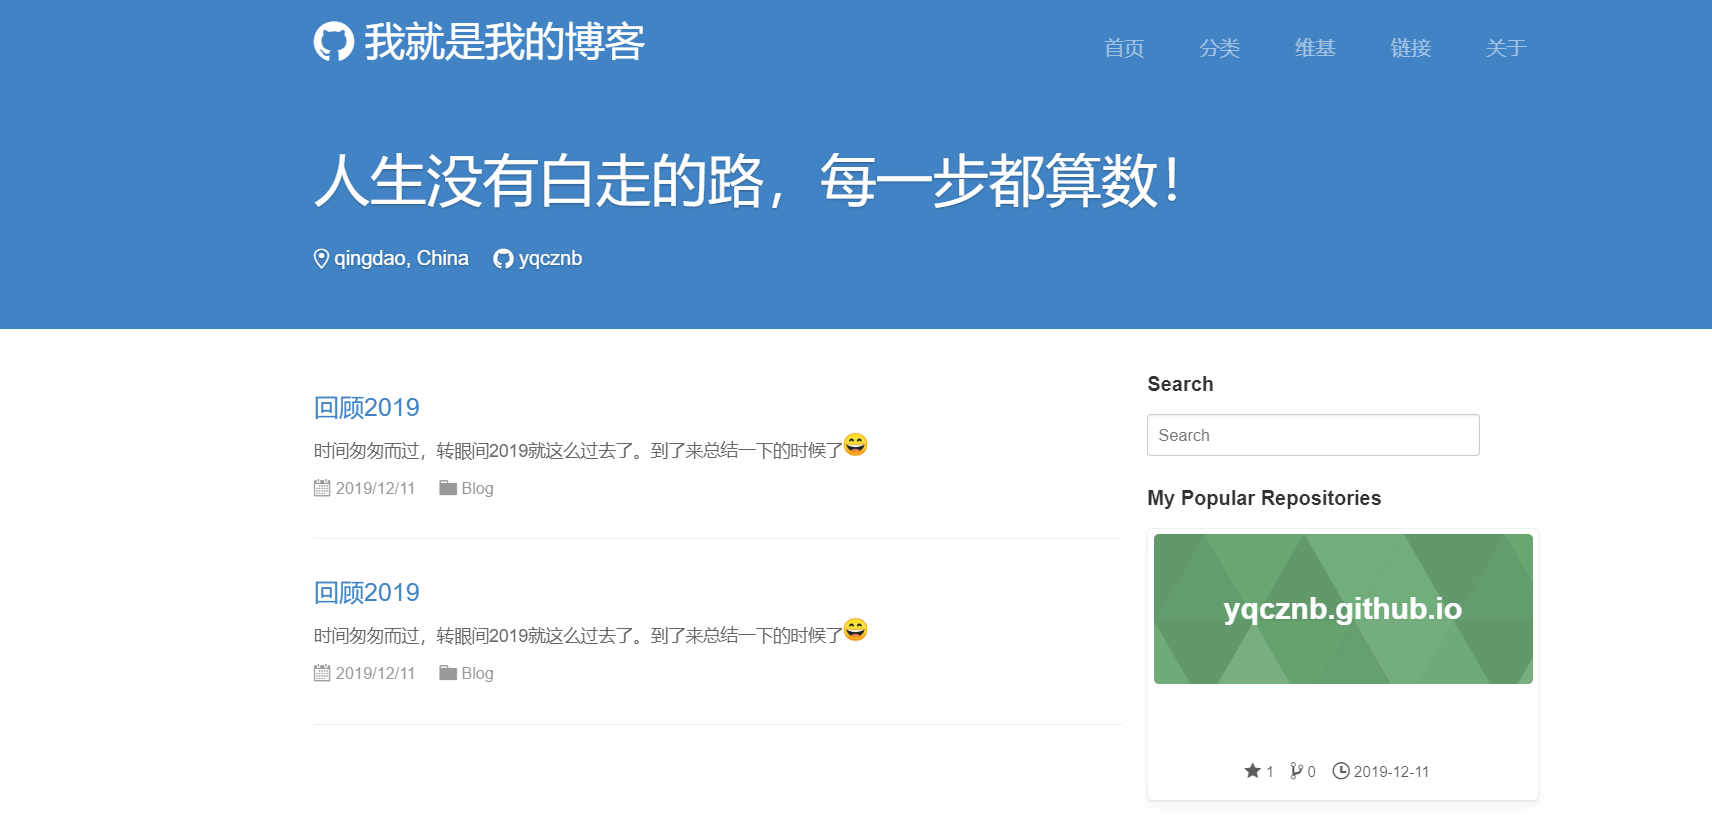 我就是我的博客
首页 分类 维基 链接 关于
人生没有白走的路，每一步都算数！
qingdao, China yqcznb
回顾2019
时间匆匆而过，转眼间2019就这么过去了。到了来总结一下的时候了😄
2019/12/11 Blog
回顾2019
时间匆匆而过，转眼间2019就这么过去了。到了来总结一下的时候了😄
2019/12/11 Blog
Search
Search
My Popular Repositories
yqcznb.github.io
1 0 2019-12-11